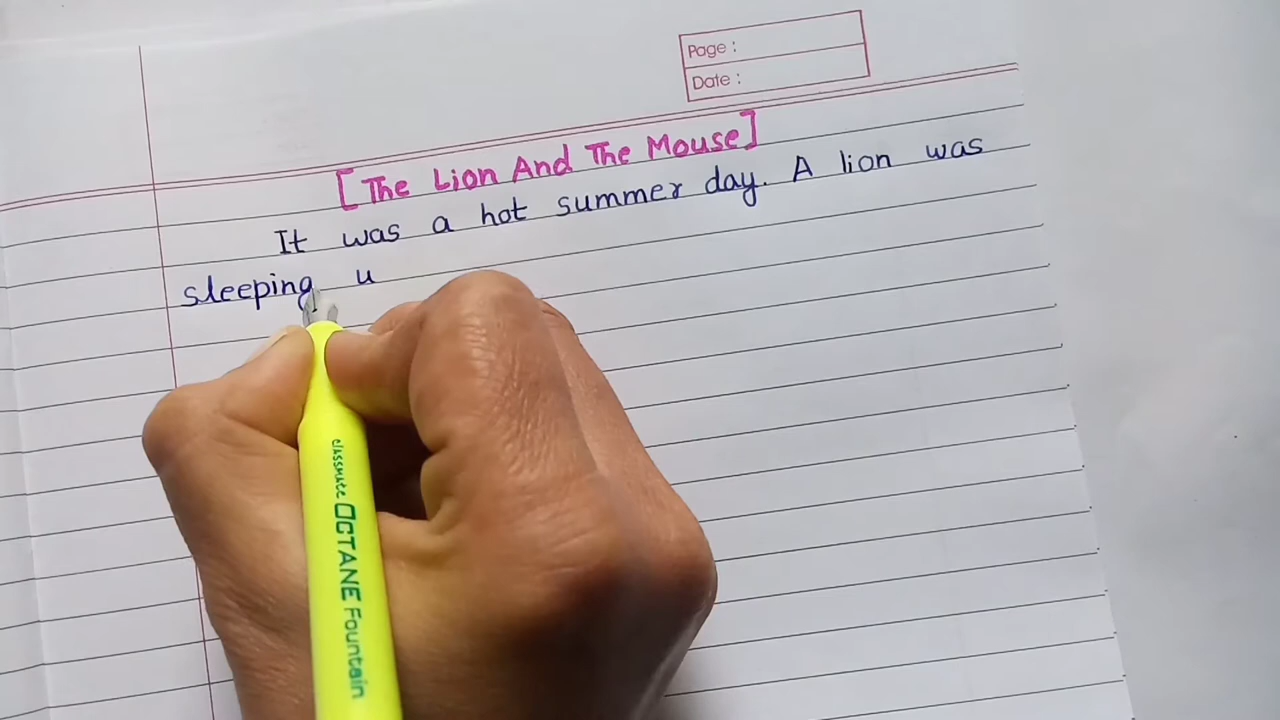 Page :
Date :
[The Lion And The Mouse]
It was a hot summer day. A lion was
sleeping u
classmate OCTANE Fountain